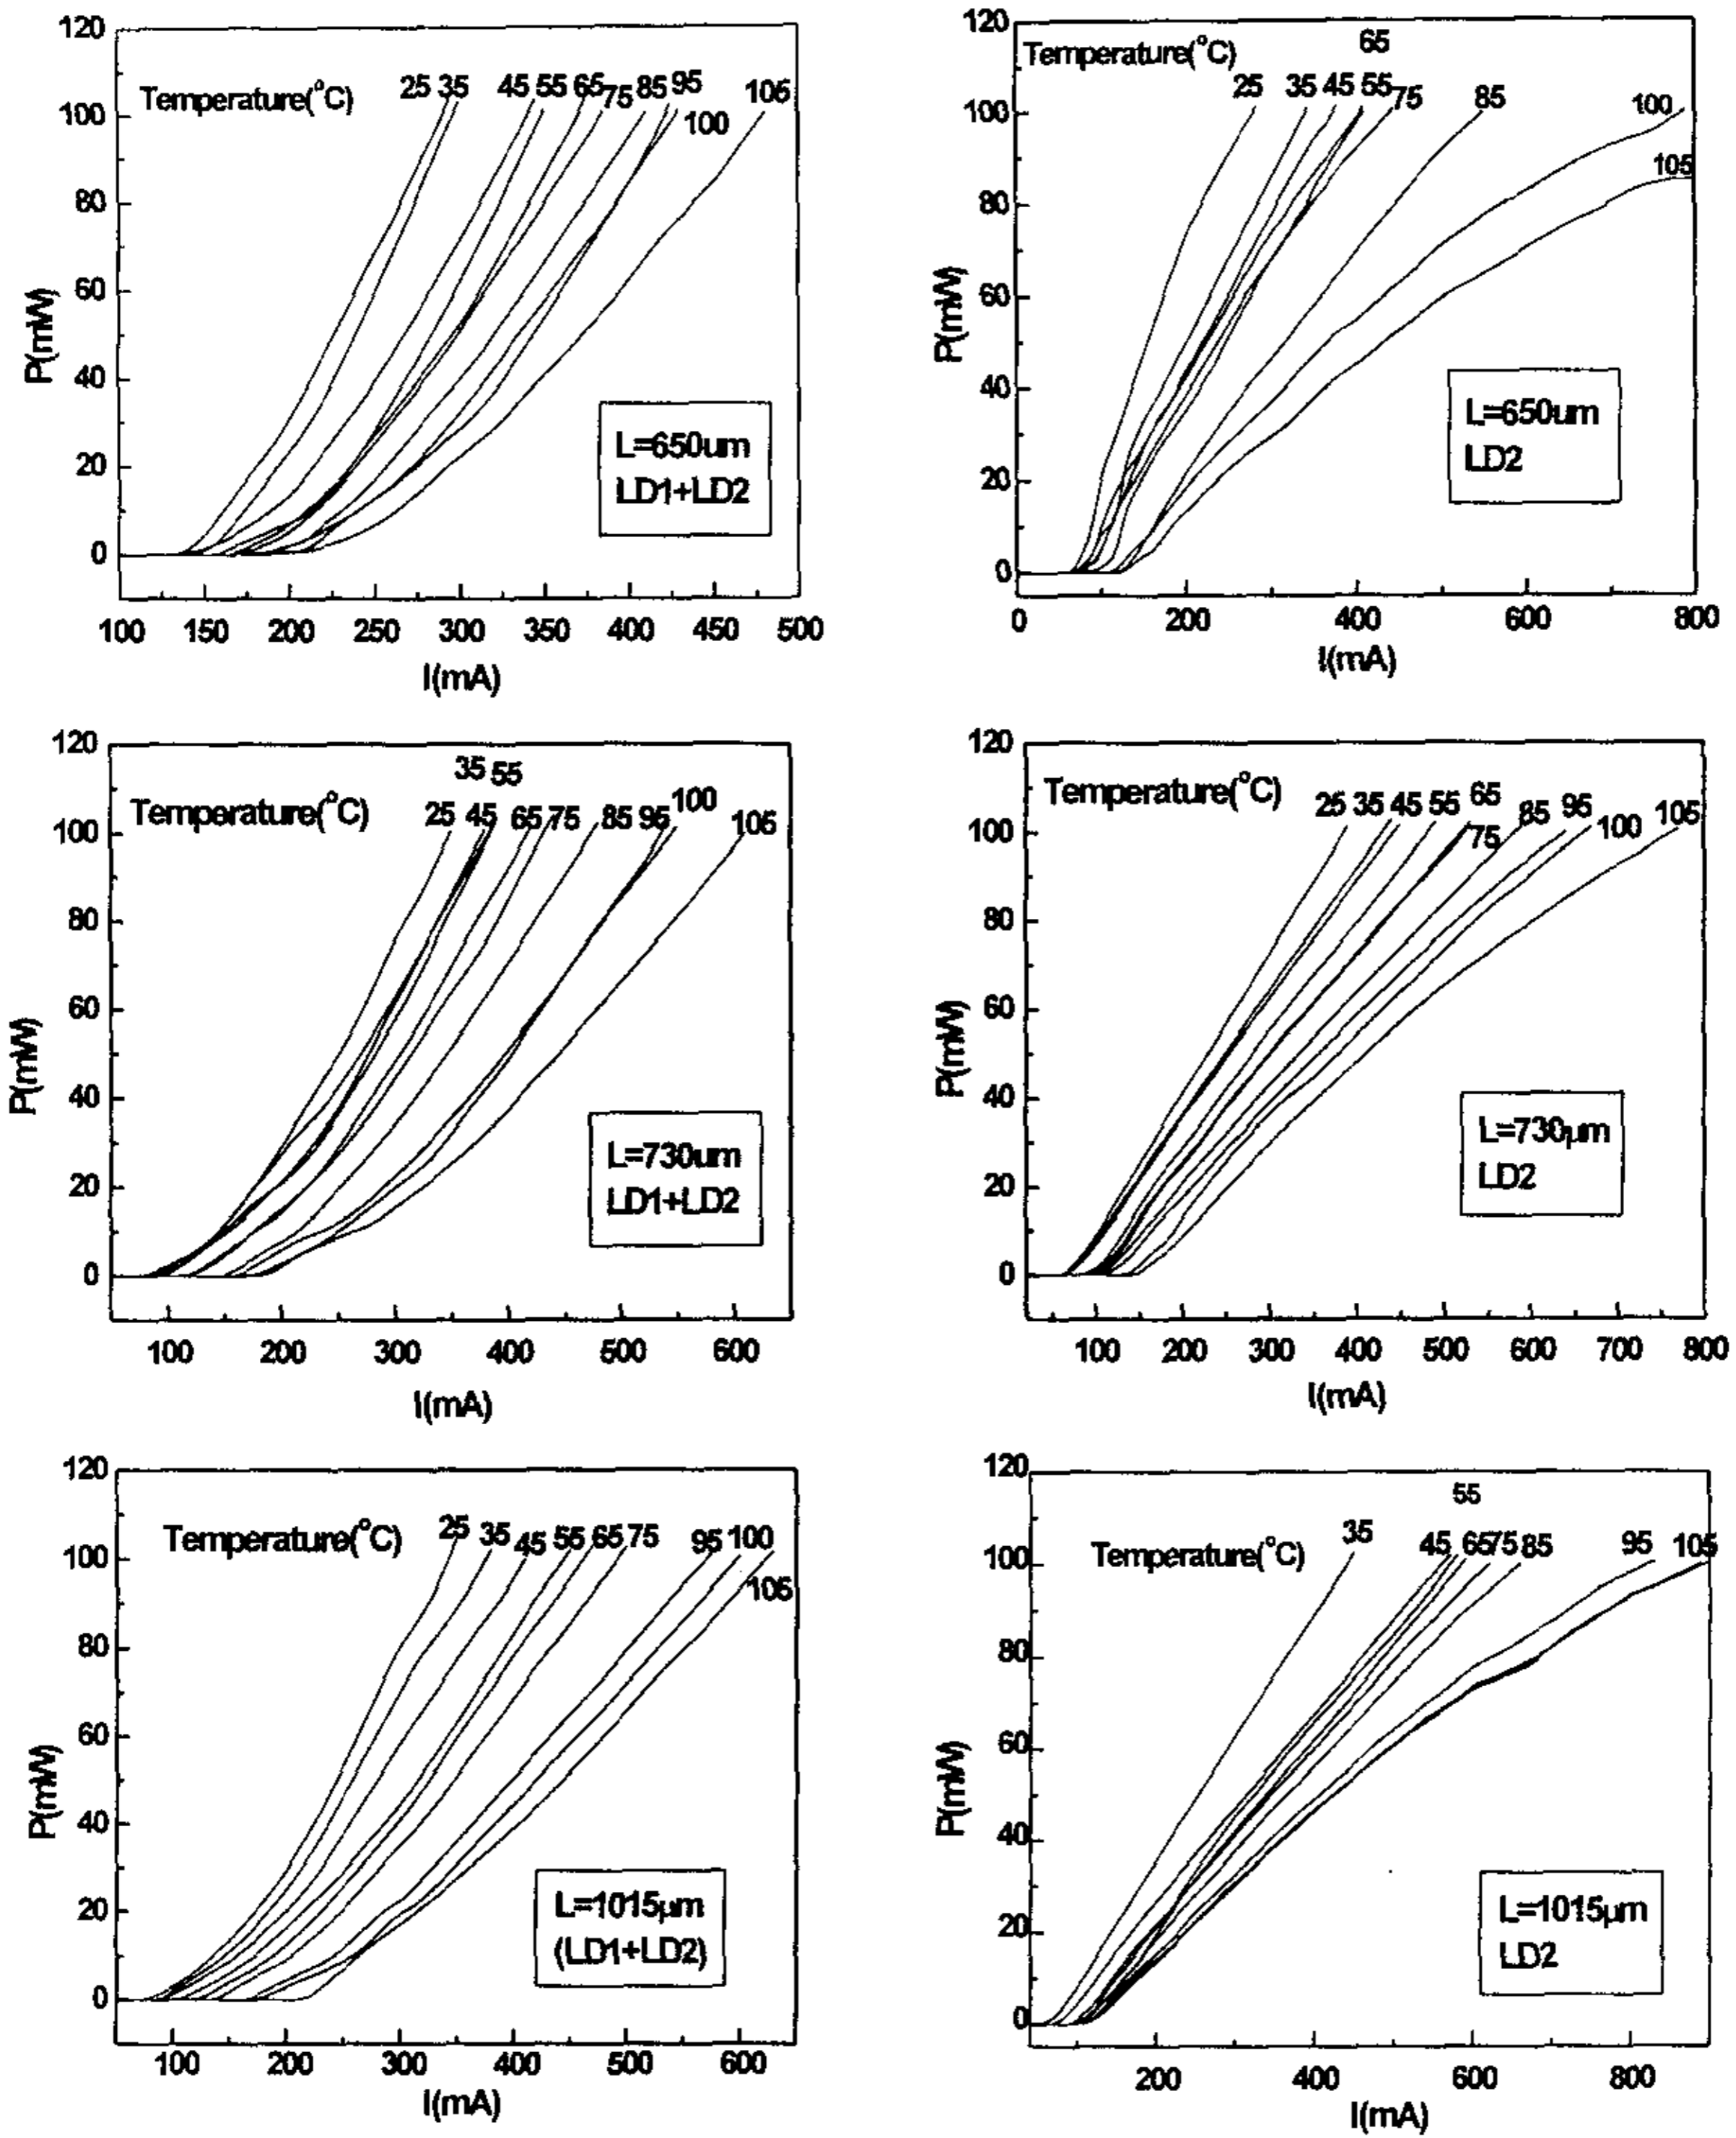 120
100
80
60
40
20
0
P(mW)
Temperature(°C)
25 35 45 55 65 75 85 95 100 105
L=650um
LD1+LD2
100 150 200 250 300 350 400 450 500
I(mA)
120
100
80
60
40
20
0
P(mW)
Temperature(°C)
65
25 35 45 55 75 85 100
105
L=650um
LD2
0 200 400 600 800
I(mA)
120
100
80
60
40
20
0
P(mW)
35 55
Temperature(°C)
25 45 65 75 85 95 100 105
L=730um
LD1+LD2
100 200 300 400 500 600
I(mA)
120
100
80
60
40
20
0
P(mW)
Temperature(°C)
25 35 45 55 65 75 85 95 100 105
L=730μm
LD2
100 200 300 400 500 600 700 800
I(mA)
120
100
80
60
40
20
0
P(mW)
Temperature(°C)
25 35 45 55 65 75 95 100
105
L=1015μm
(LD1+LD2)
100 200 300 400 500 600
I(mA)
120
100
80
60
40
20
0
P(mW)
55
Temperature(°C)
35 45 65 75 85 95 105
L=1015μm
LD2
200 400 600 800
I(mA)